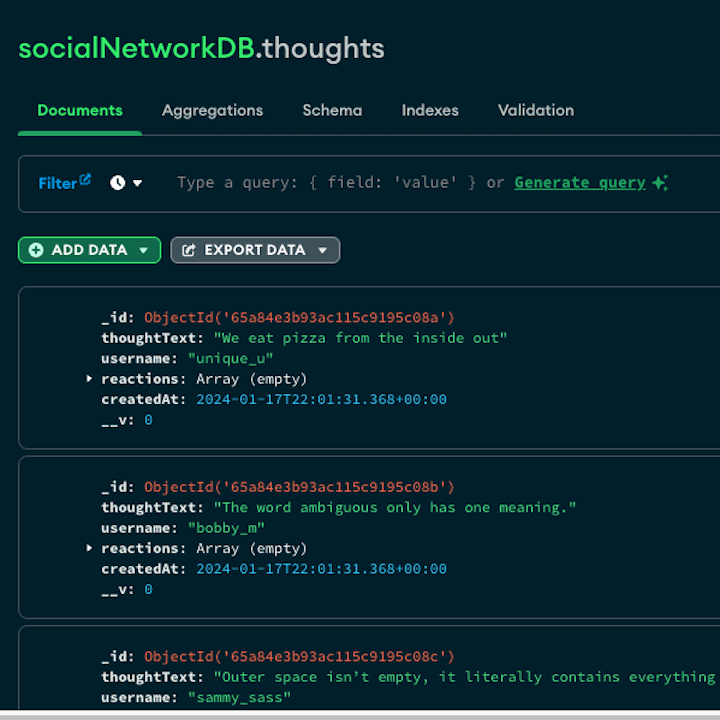 socialNetworkDB.thoughts
Documents Aggregations Schema Indexes Validation
Filter Type a query: { field: 'value' } or Generate query
ADD DATA EXPORT DATA
_id: ObjectId('65a84e3b93ac115c9195c08a')
thoughtText: "We eat pizza from the inside out"
username: "unique_u"
reactions: Array (empty)
createdAt: 2024-01-17T22:01:31.368+00:00
__v: 0
_id: ObjectId('65a84e3b93ac115c9195c08b')
thoughtText: "The word ambiguous only has one meaning."
username: "bobby_m"
reactions: Array (empty)
createdAt: 2024-01-17T22:01:31.368+00:00
__v: 0
_id: ObjectId('65a84e3b93ac115c9195c08c')
thoughtText: "Outer space isn’t empty, it literally contains everything
username: "sammy_sass"